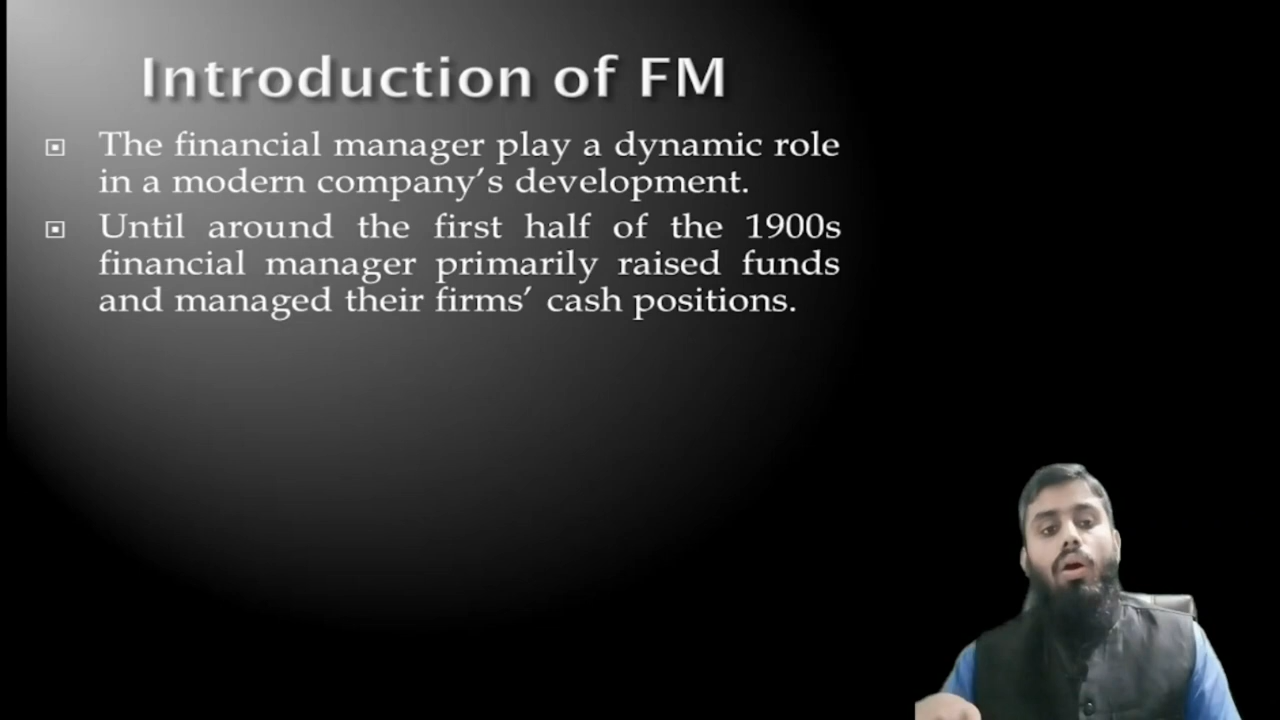 Introduction of FM
The financial manager play a dynamic role
in a modern company’s development.
Until around the first half of the 1900s
financial manager primarily raised funds
and managed their firms’ cash positions.